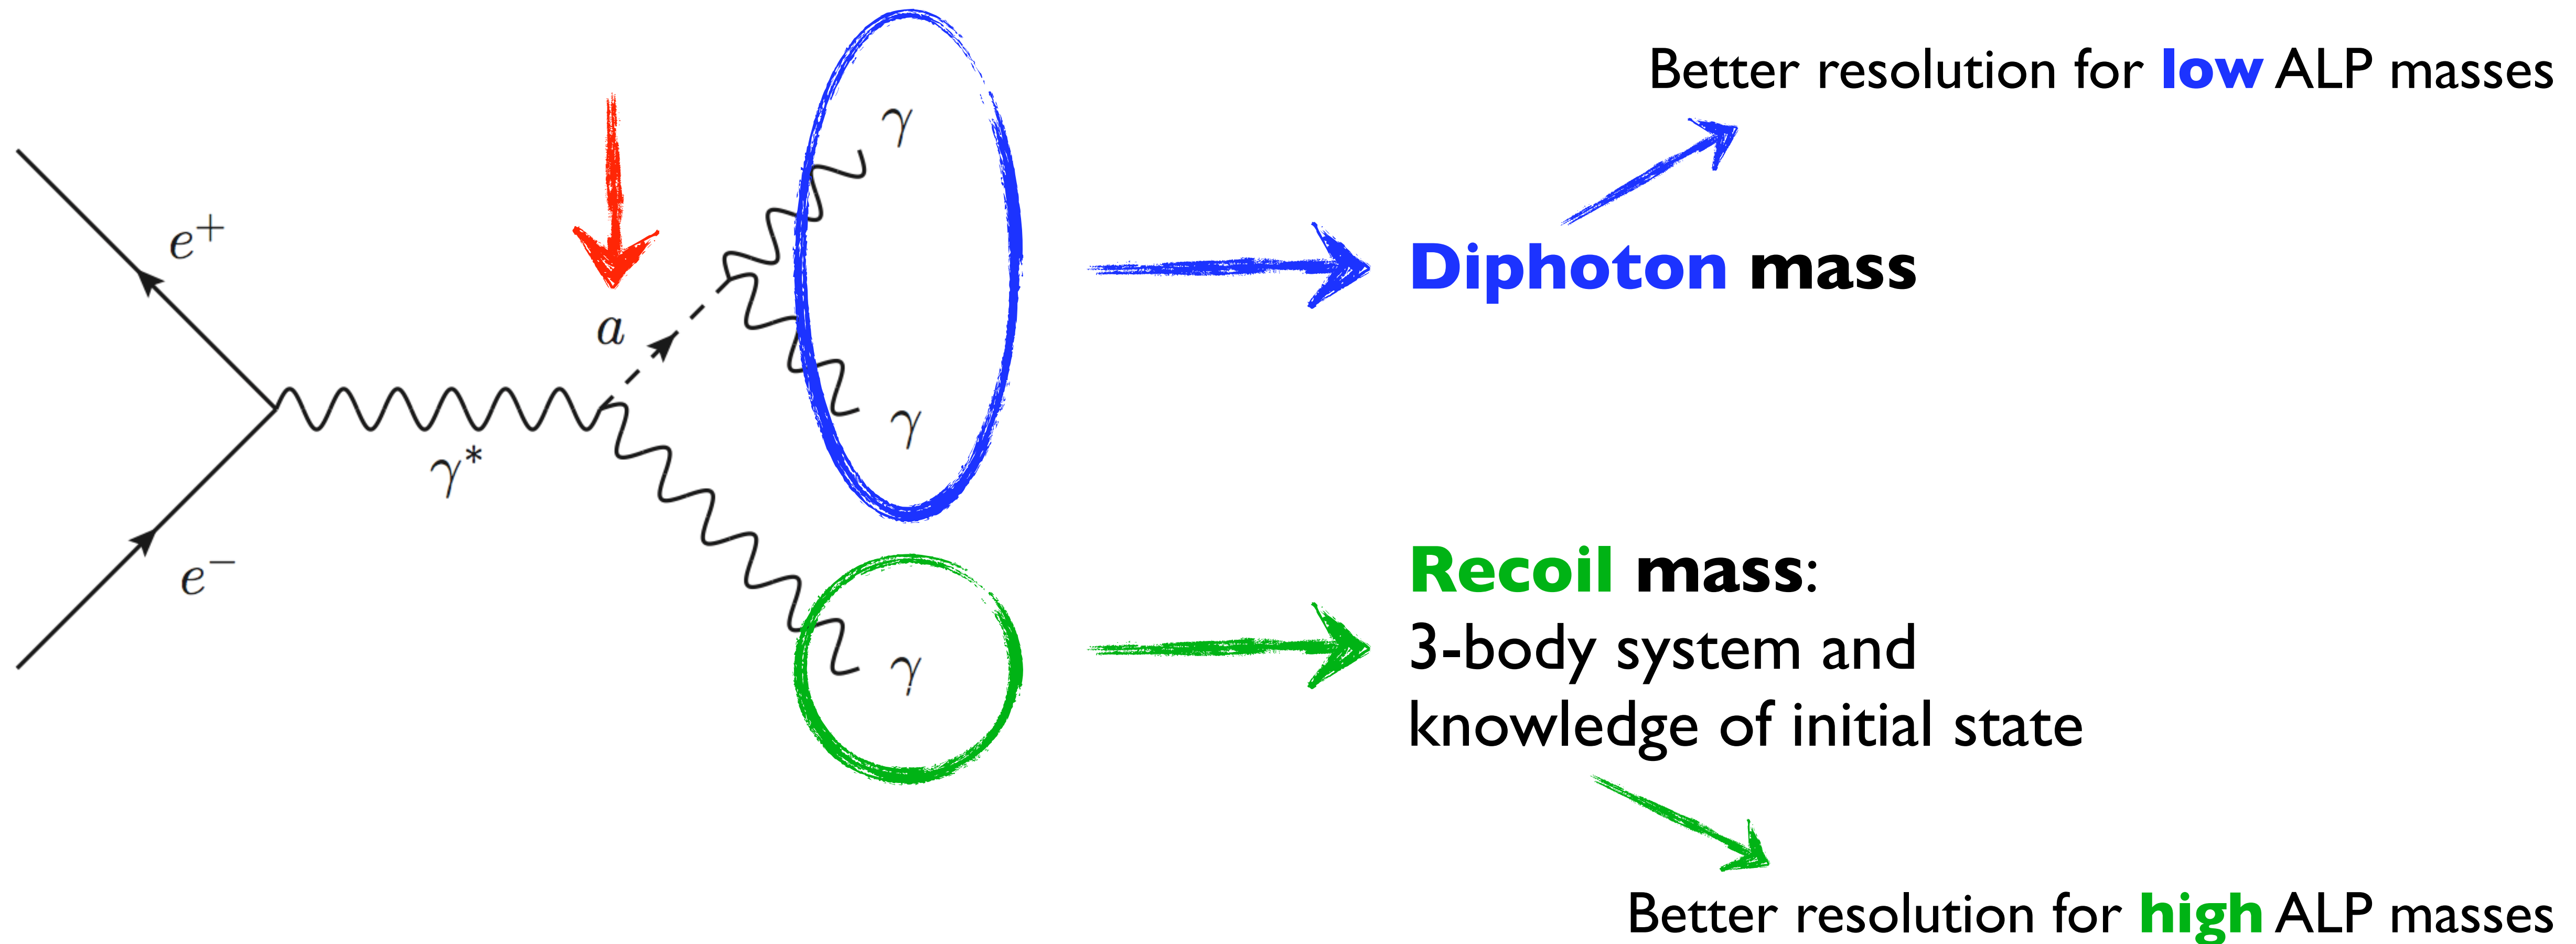 Better resolution for low ALP masses
γ
e⁺
Diphoton mass
a
γ
γ*
e⁻
Recoil mass:
3-body system and
γ
knowledge of initial state
Better resolution for high ALP masses